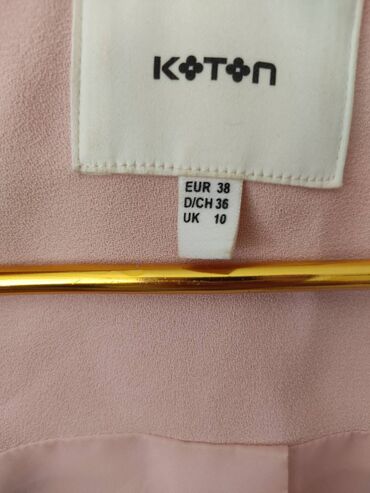 KOTON
EUR 38
D/CH 36
UK 10